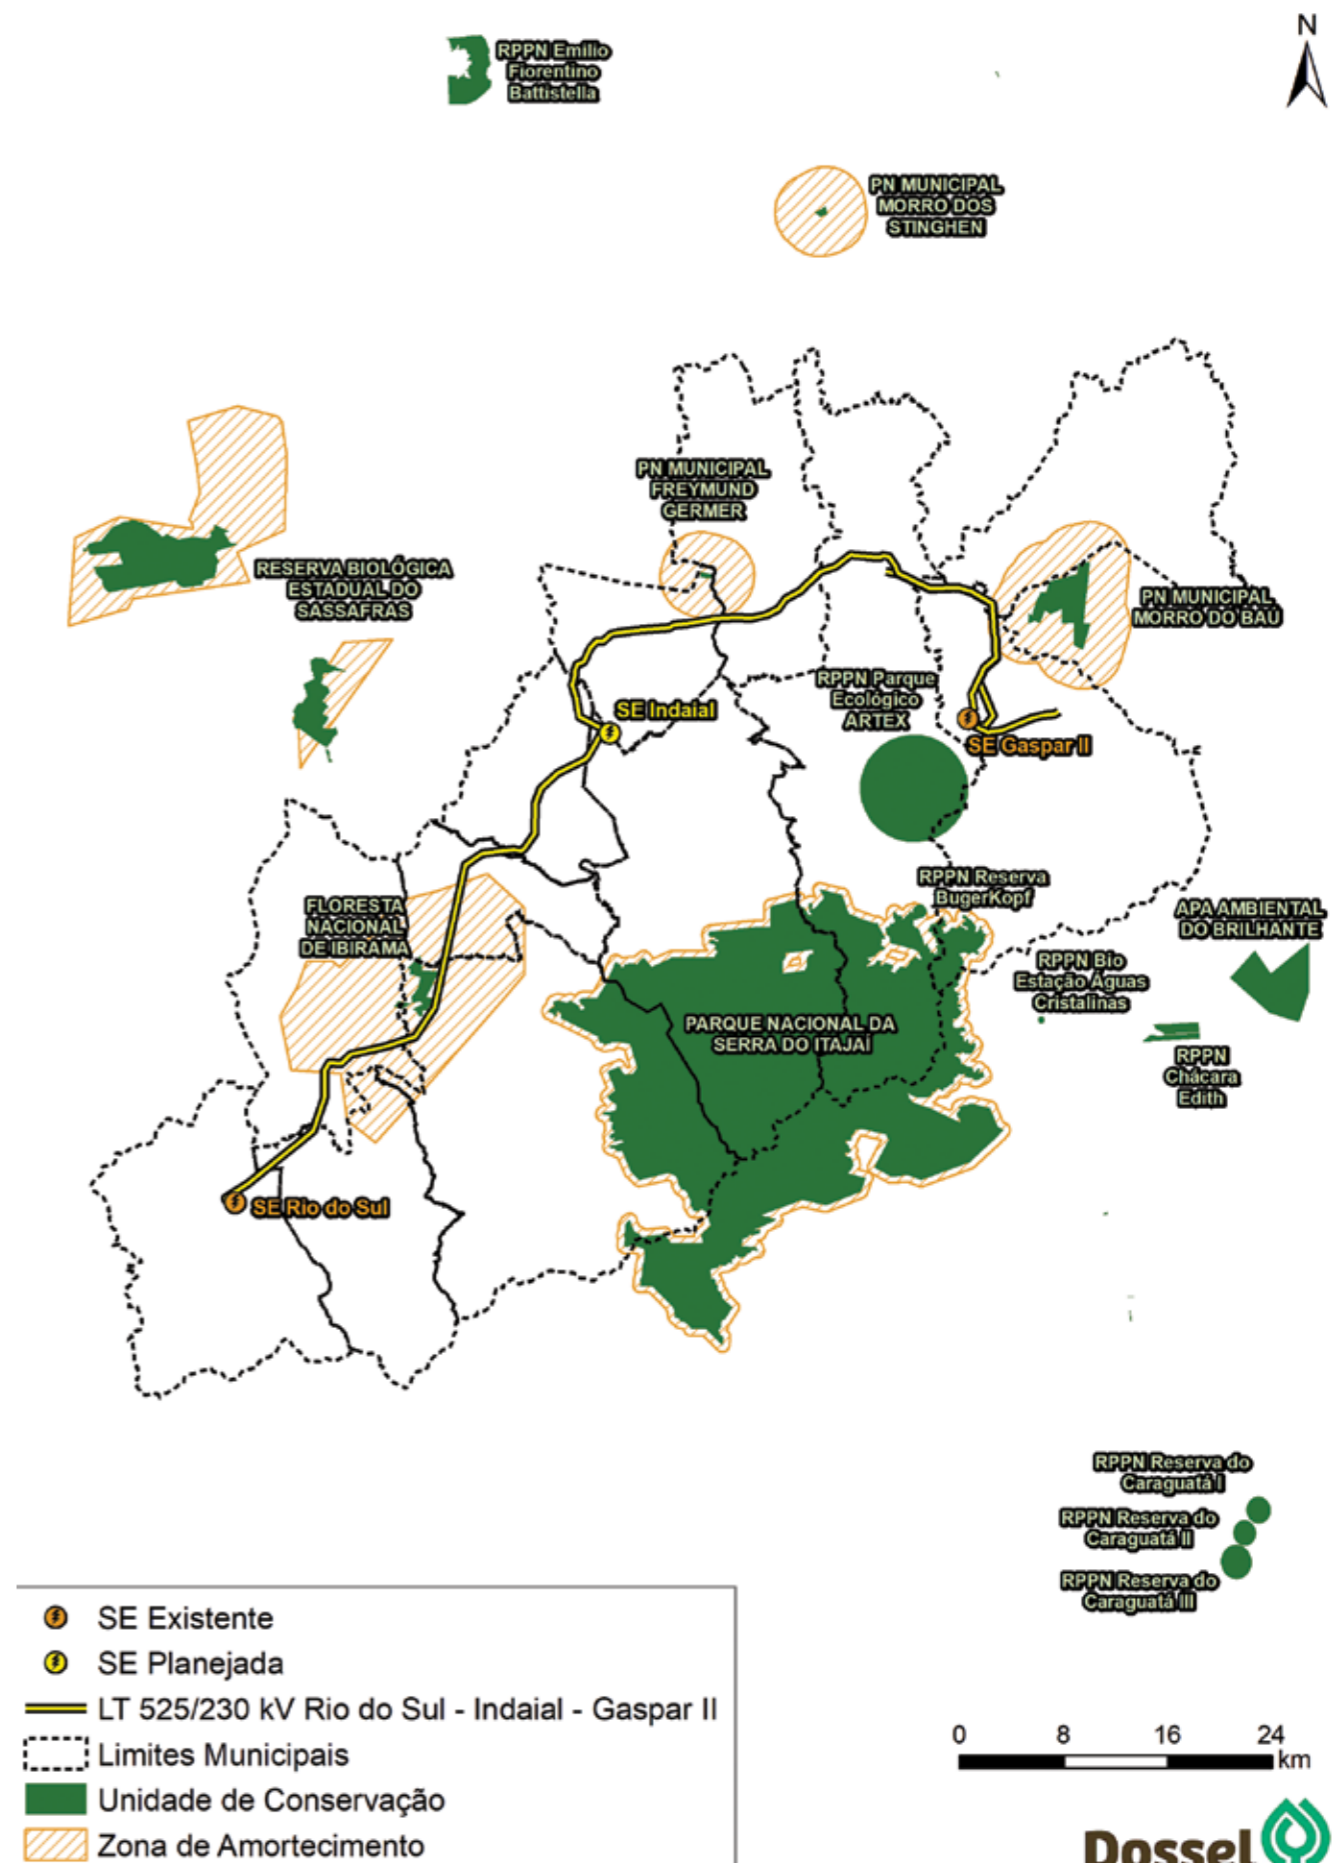 N
RPPN Emílio
Fiorentino
Battistella
PN MUNICIPAL
MORRO DOS
STINGHEN
PN MUNICIPAL
FREYMUND
GERMER
RESERVA BIOLÓGICA
ESTADUAL DO
SASSAFRAS
PN MUNICIPAL
MORRO DO BAÚ
RPPN Parque
Ecológico
ARTEX
SE Indaial
SE Gaspar II
FLORESTA
NACIONAL
DE IBIRAMA
RPPN Reserva
BugerKopf
APA AMBIENTAL
DO BRILHANTE
RPPN Bio
Estação Águas
Cristalinas
PARQUE NACIONAL DA
SERRA DO ITAJAÍ
RPPN
Chácara
Edith
SE Rio do Sul
RPPN Reserva do
Caraguatá I
RPPN Reserva do
Caraguatá II
RPPN Reserva do
Caraguatá III
SE Existente
SE Planejada
LT 525/230 kV Rio do Sul - Indaial - Gaspar II
Limites Municipais
Unidade de Conservação
Zona de Amortecimento
0 8 16 24
km
Dossel